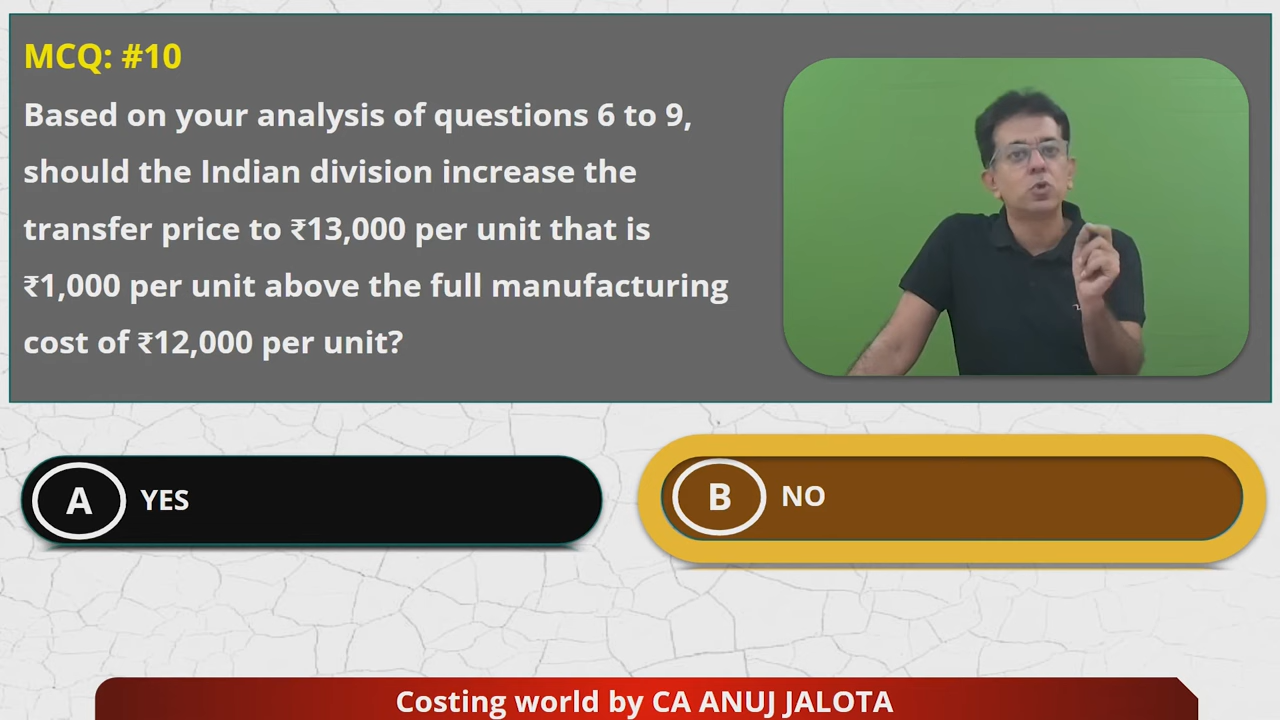 MCQ: #10
Based on your analysis of questions 6 to 9,
should the Indian division increase the
transfer price to ₹13,000 per unit that is
₹1,000 per unit above the full manufacturing
cost of ₹12,000 per unit?
A YES
B NO
Costing world by CA ANUJ JALOTA